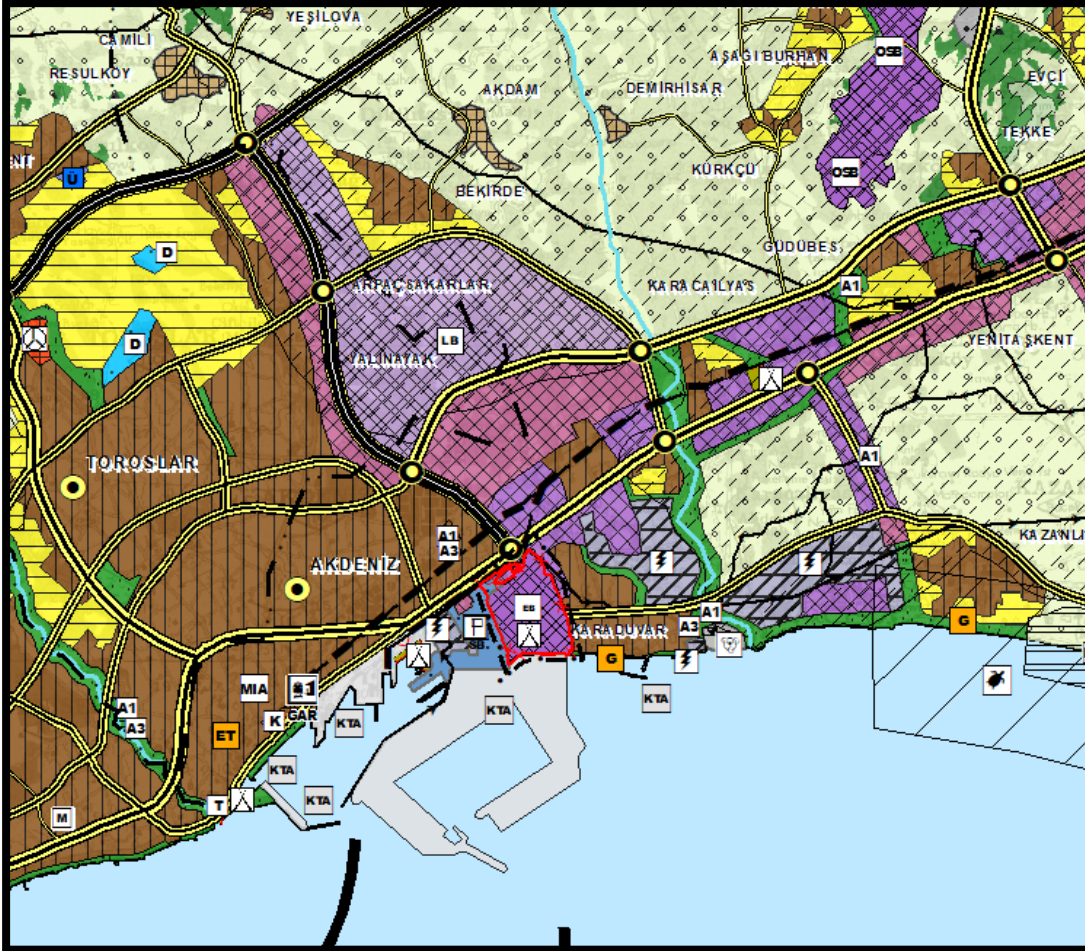 YEŞİLOVA
CAMİLİ
OSB
AŞAĞI BURHAN
RESULKÖY
EVÇİ
AKDAM
DEMİRHİSAR
TEKKE
NT
KÜRKÇÜ
OSB
Ü
BEKİRDE
GÜDÜBEŞ
D
ARPAÇSAKARLAR
KARACAİLYAS
A1
D
LB
YENİTAŞKENT
YALINAYAK
TOROSLAR
A1
A1
A3
KAZANLI
AKDENİZ
EB
A1
P
SB
KARADUVAR
A3
G
G
MIA
GAR
KTA
KTA
KTA
A1
A3
K
ET
KTA
KTA
T
M